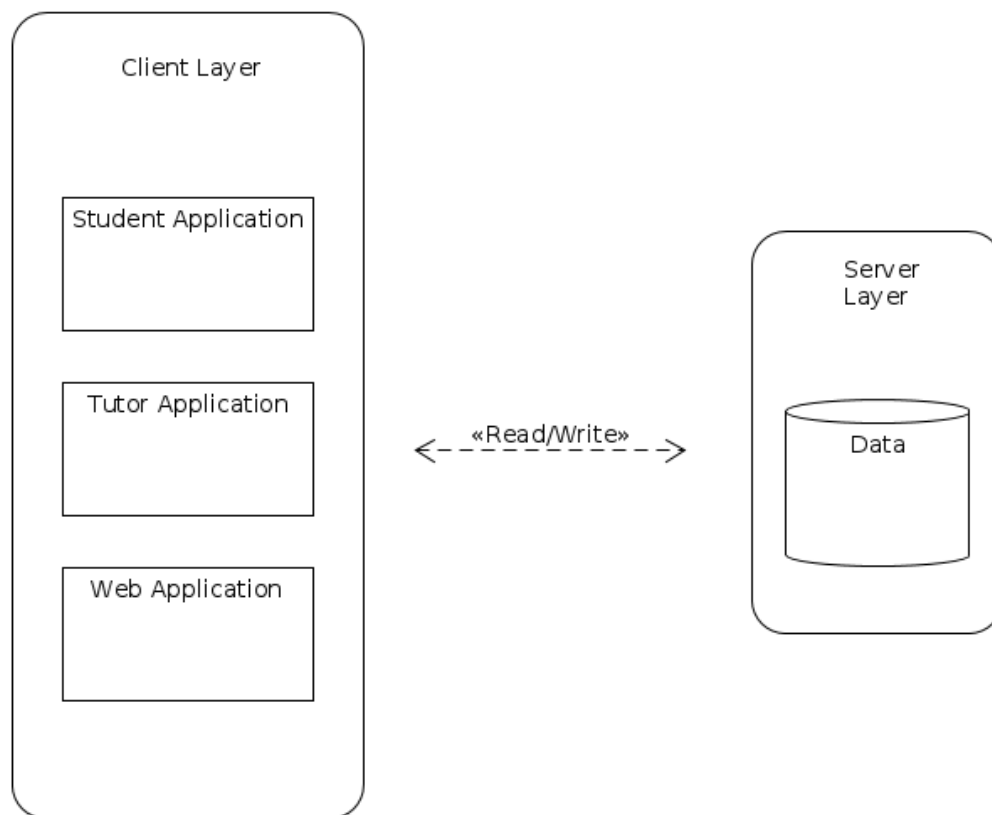 Client Layer
Student Application
Tutor Application
Web Application
«Read/Write»
Server
Layer
Data